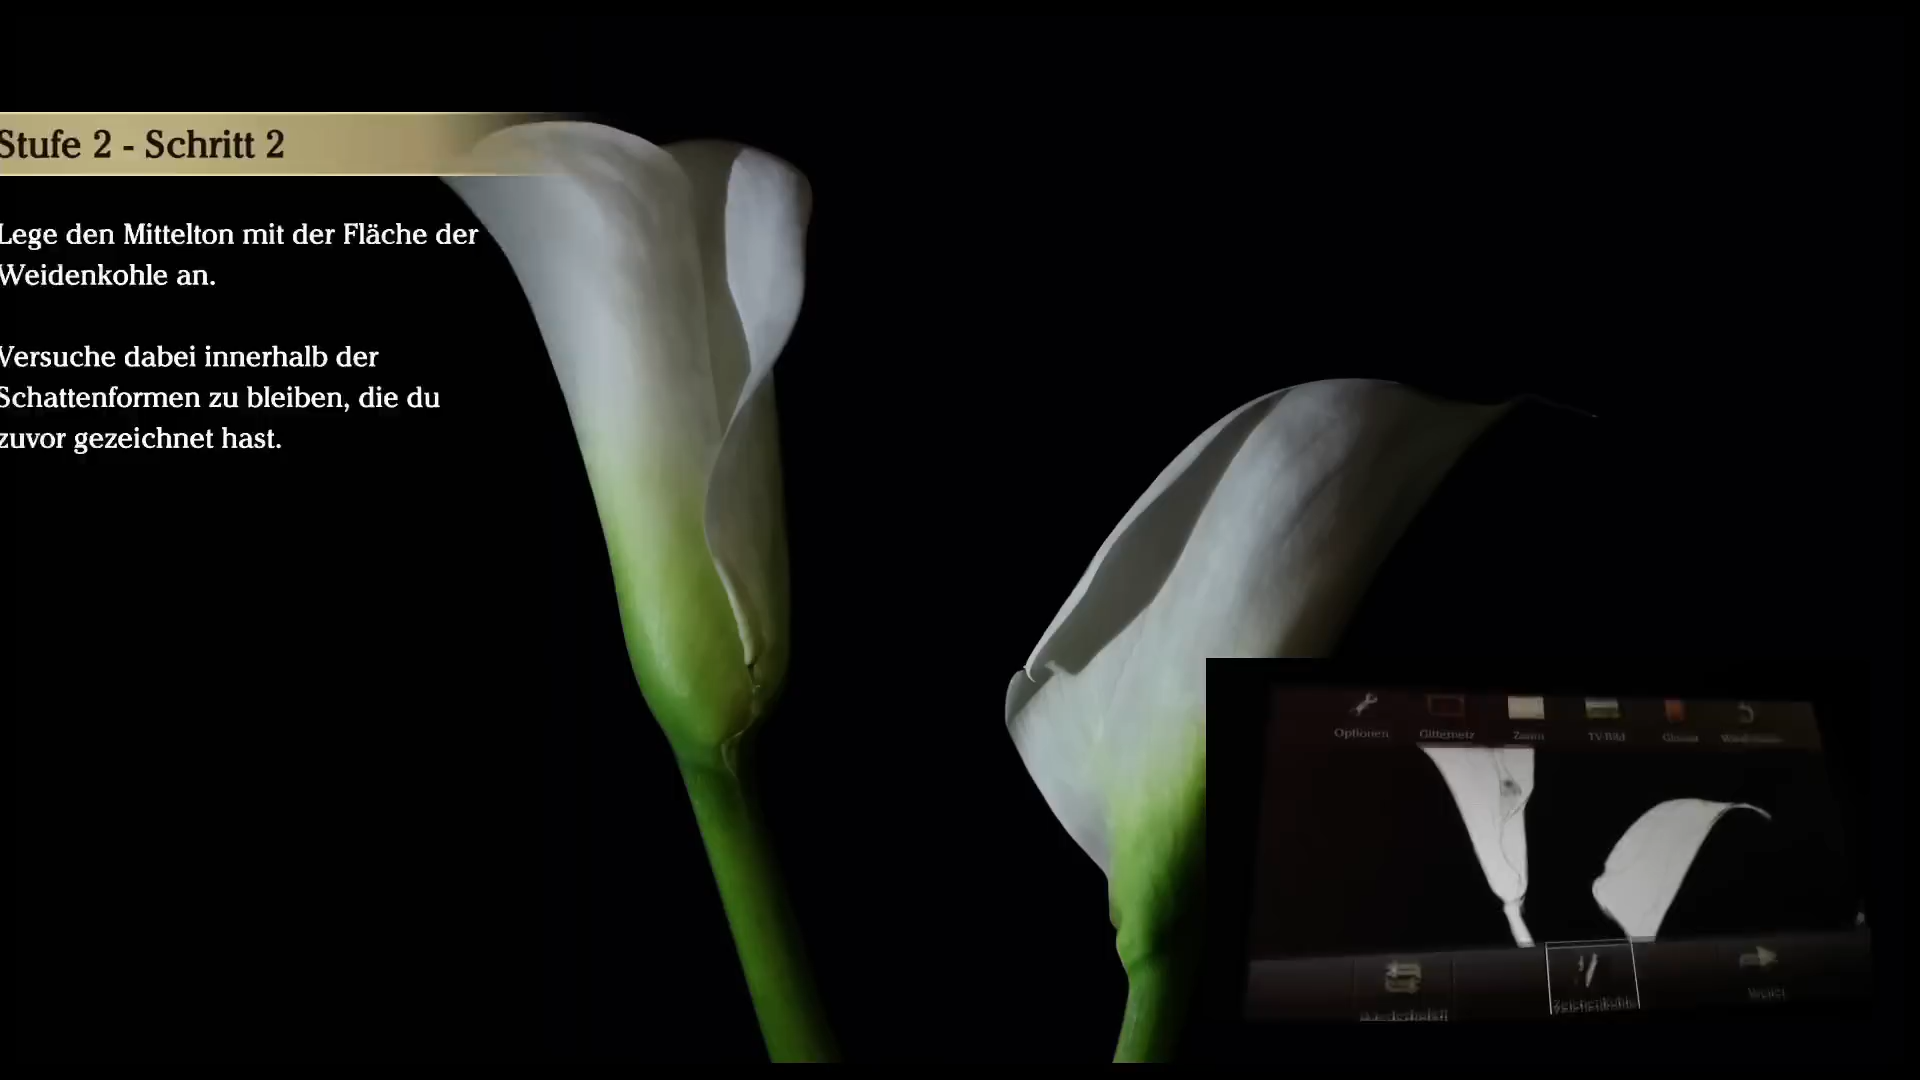 Stufe 2 - Schritt 2
Lege den Mittelton mit der Fläche der
Weidenkohle an.
Versuche dabei innerhalb der
Schattenformen zu bleiben, die du
zuvor gezeichnet hast.
Optionen Gitternetz Zoom TV-Bild Glossar